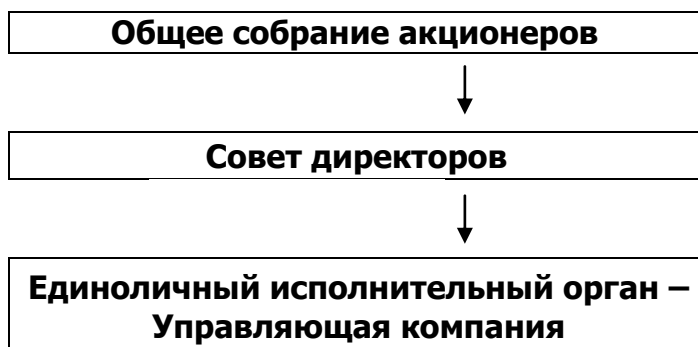 Общее собрание акционеров
Совет директоров
Единоличный исполнительный орган –
Управляющая компания